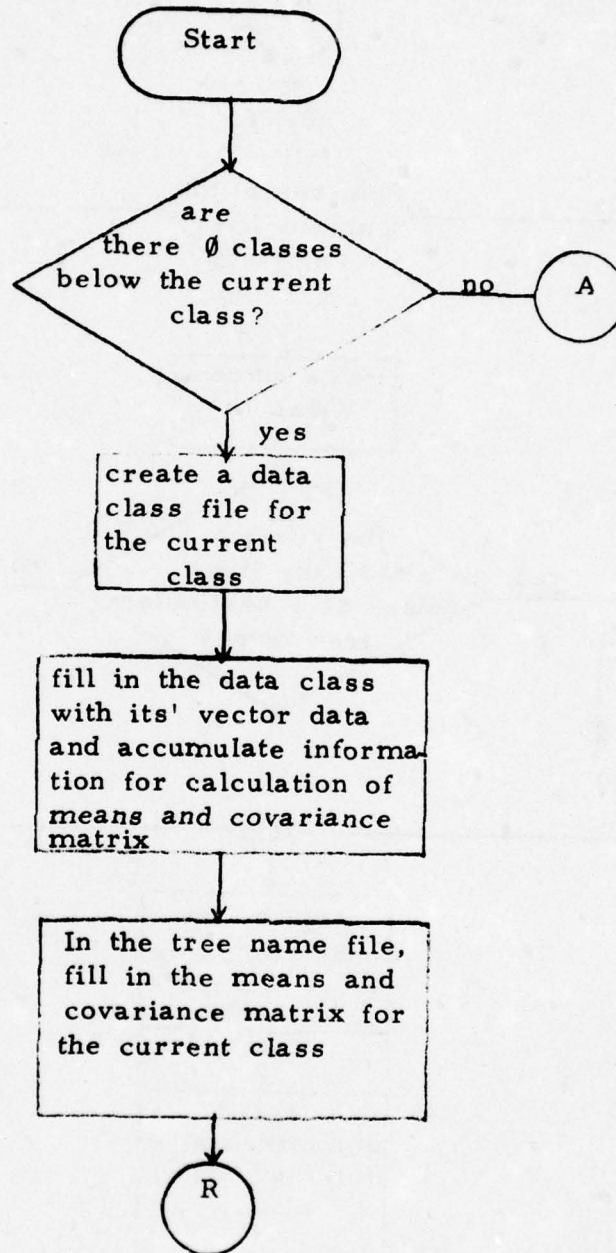 Start
are
there Ø classes
below the current
class?
no
A
yes
create a data
class file for
the current
class
fill in the data class
with its' vector data
and accumulate informa-
tion for calculation of
means and covariance
matrix
In the tree name file,
fill in the means and
covariance matrix for
the current class
R